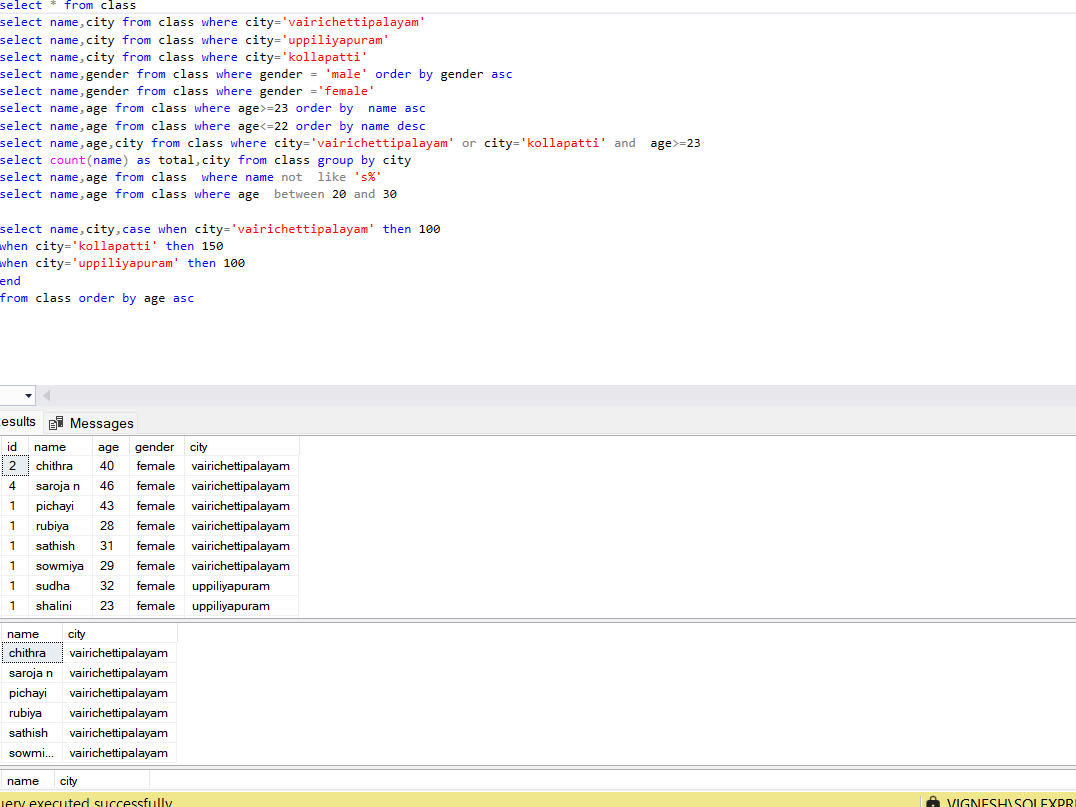 select * from class
select name,city from class where city='vairichettipalayam'
select name,city from class where city='uppiliyapuram'
select name,city from class where city='kollapatti'
select name,gender from class where gender = 'male' order by gender asc
select name,gender from class where gender ='female'
select name,age from class where age>=23 order by  name asc
select name,age from class where age<=22 order by name desc
select name,age,city from class where city='vairichettipalayam' or city='kollapatti' and  age>=23
select count(name) as total,city from class group by city
select name,age from class  where name not  like 's%'
select name,age from class where age  between 20 and 30
select name,city,case when city='vairichettipalayam' then 100
when city='kollapatti' then 150
when city='uppiliyapuram' then 100
end
from class order by age asc
esults Messages
id name age gender city
2 chithra 40 female vairichettipalayam
4 saroja n 46 female vairichettipalayam
1 pichayi 43 female vairichettipalayam
1 rubiya 28 female vairichettipalayam
1 sathish 31 female vairichettipalayam
1 sowmiya 29 female vairichettipalayam
1 sudha 32 female uppiliyapuram
1 shalini 23 female uppiliyapuram
name city
chithra vairichettipalayam
saroja n vairichettipalayam
pichayi vairichettipalayam
rubiya vairichettipalayam
sathish vairichettipalayam
sowmi... vairichettipalayam
name city
uery executed successfully VIGNESH\SQLEXPR